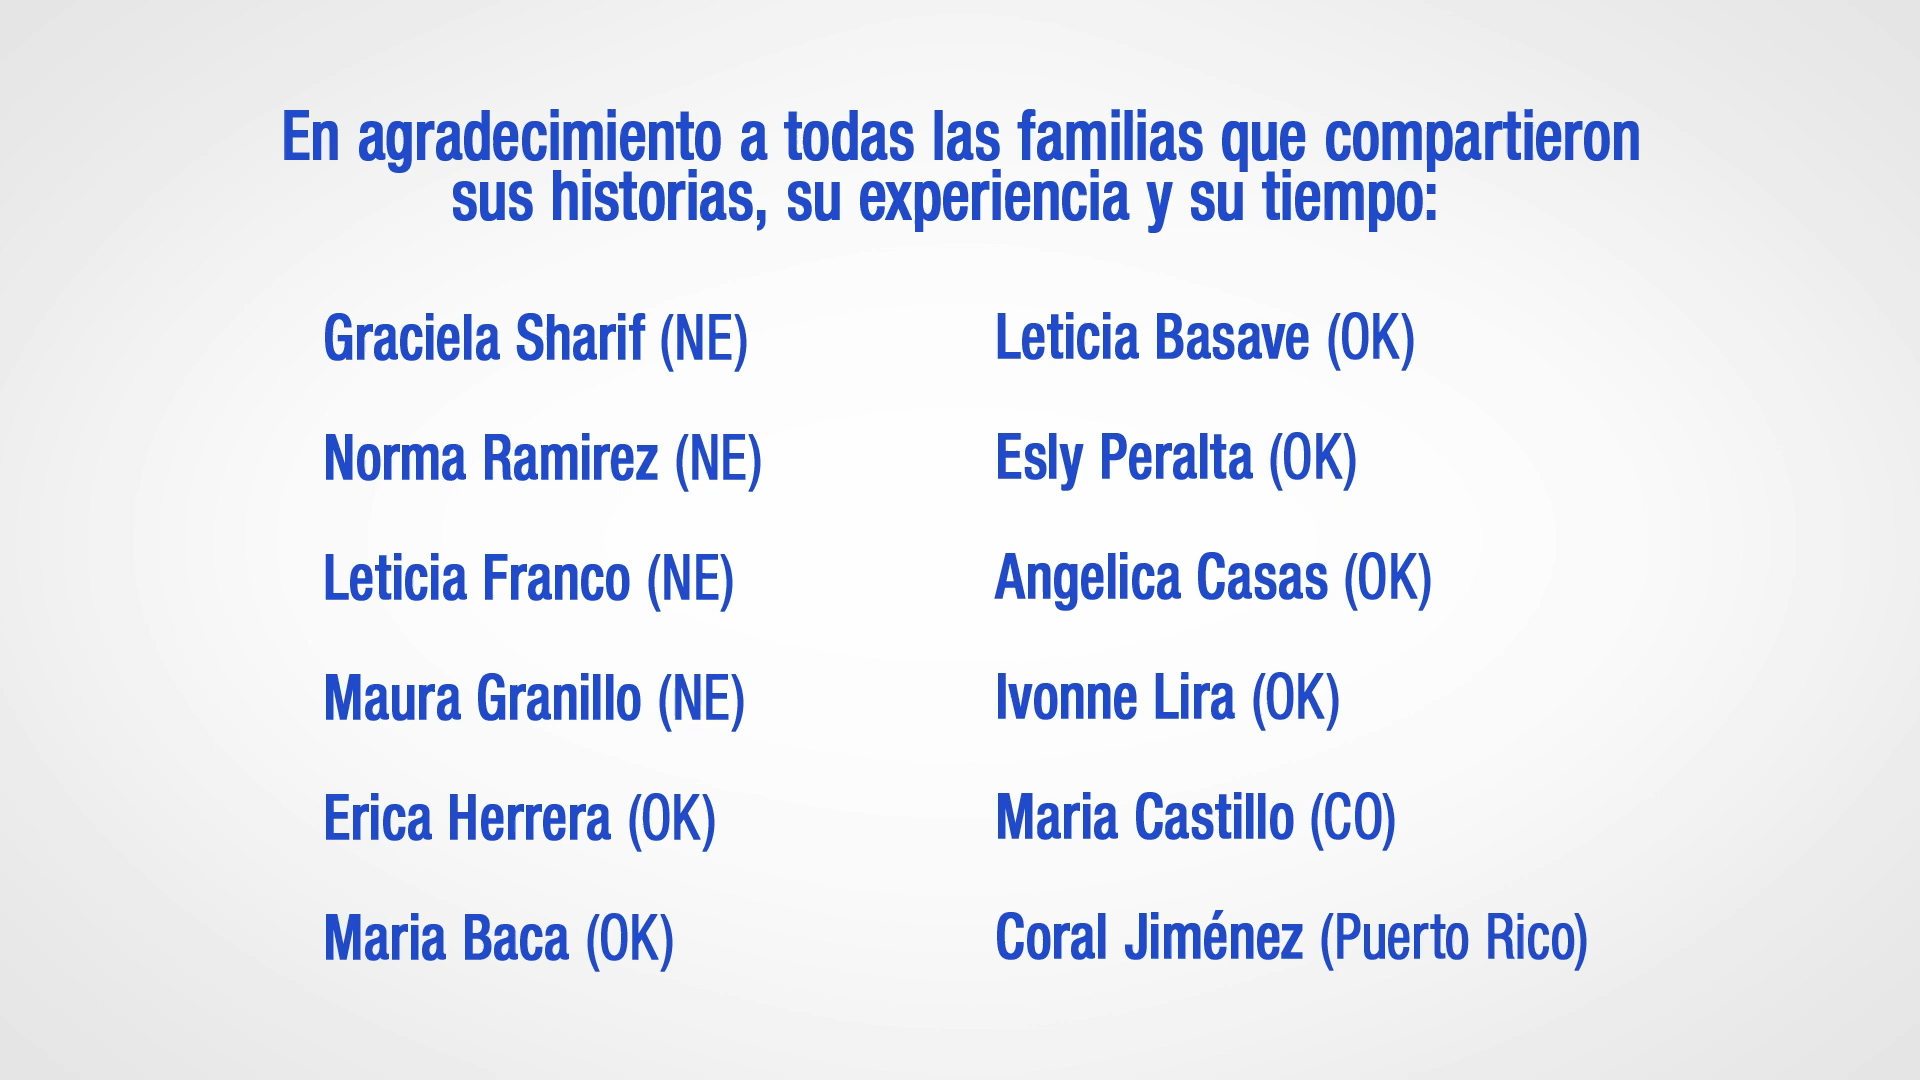 En agradecimiento a todas las familias que compartieron
sus historias, su experiencia y su tiempo:
Graciela Sharif (NE)
Norma Ramirez (NE)
Leticia Franco (NE)
Maura Granillo (NE)
Erica Herrera (OK)
Maria Baca (OK)
Leticia Basave (OK)
Esly Peralta (OK)
Angelica Casas (OK)
Ivonne Lira (OK)
Maria Castillo (CO)
Coral Jiménez (Puerto Rico)